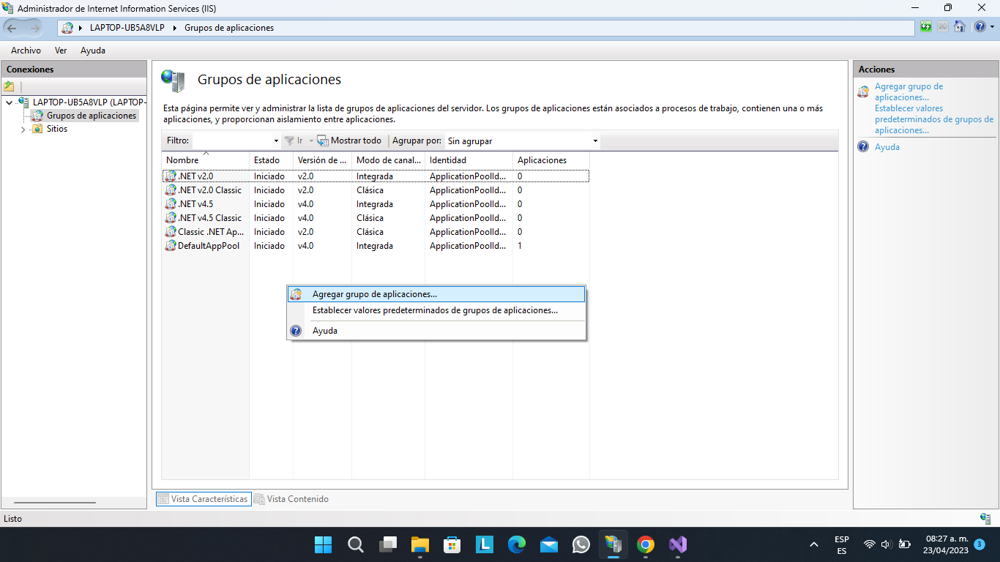 Administrador de Internet Information Services (IIS)
LAPTOP-UB5A8VLP
Grupos de aplicaciones
Archivo Ver Ayuda
Conexiones
LAPTOP-UB5A8VLP (LAPTOP-
Grupos de aplicaciones
Sitios
Grupos de aplicaciones
Esta página permite ver y administrar la lista de grupos de aplicaciones del servidor. Los grupos de aplicaciones están asociados a procesos de trabajo, contienen una o más
aplicaciones, y proporcionan aislamiento entre aplicaciones.
Filtro: Ir Mostrar todo Agrupar por: Sin agrupar
Nombre Estado Versión de ... Modo de canal... Identidad Aplicaciones
.NET v2.0 Iniciado v2.0 Integrada ApplicationPoolId... 0
.NET v2.0 Classic Iniciado v2.0 Clásica ApplicationPoolId... 0
.NET v4.5 Iniciado v4.0 Integrada ApplicationPoolId... 0
.NET v4.5 Classic Iniciado v4.0 Clásica ApplicationPoolId... 0
Classic .NET Ap... Iniciado v2.0 Clásica ApplicationPoolId... 0
DefaultAppPool Iniciado v4.0 Integrada ApplicationPoolId... 1
Agregar grupo de aplicaciones...
Establecer valores predeterminados de grupos de aplicaciones...
Ayuda
Vista Características Vista Contenido
Acciones
Agregar grupo de
aplicaciones...
Establecer valores
predeterminados de grupos de
aplicaciones...
Ayuda
Listo
L
ESP
ES
08:27 a. m.
23/04/2023
3